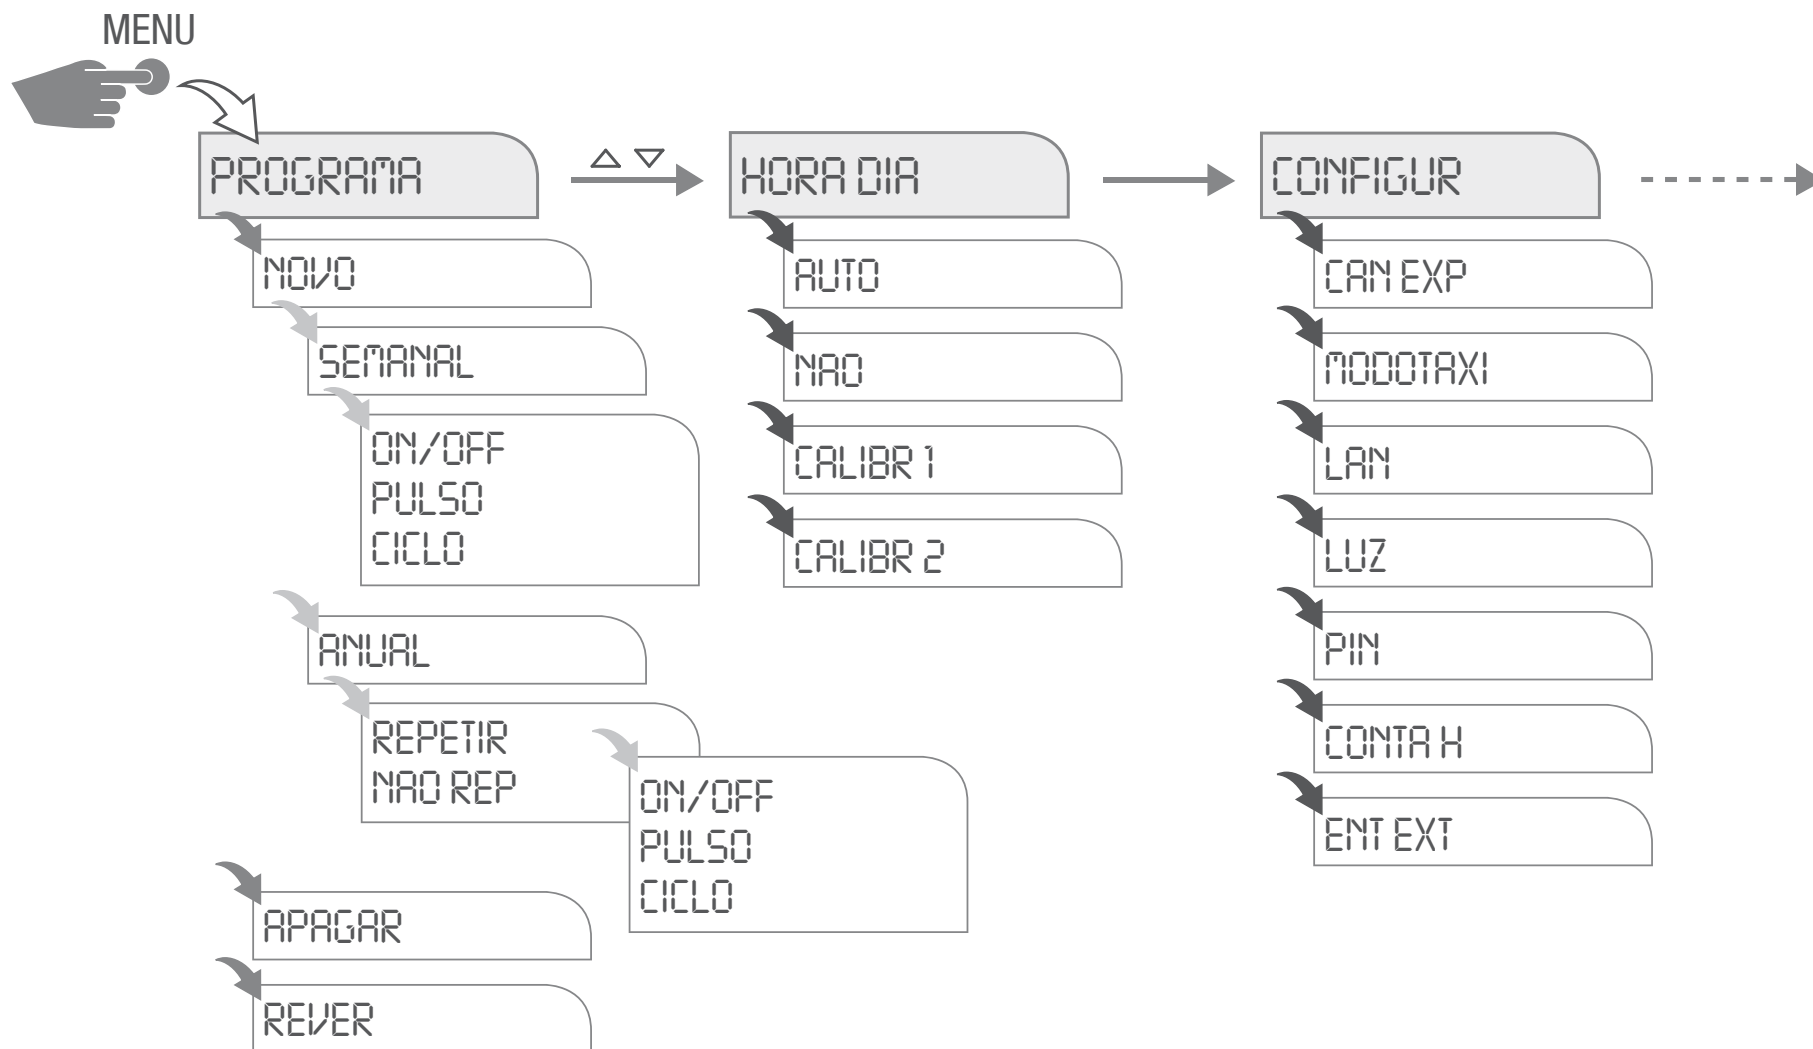 MENU
PROGRAMA
NOVO
SEMANAL
ON/OFF
PULSO
CICLO
ANUAL
REPETIR
NAO REP
ON/OFF
PULSO
CICLO
APAGAR
REVER
HORA DIA
AUTO
NAO
CALIBR 1
CALIBR 2
CONFIGUR
CAN EXP
MODOTAXI
LAN
LUZ
PIN
CONTA H
ENT EXT